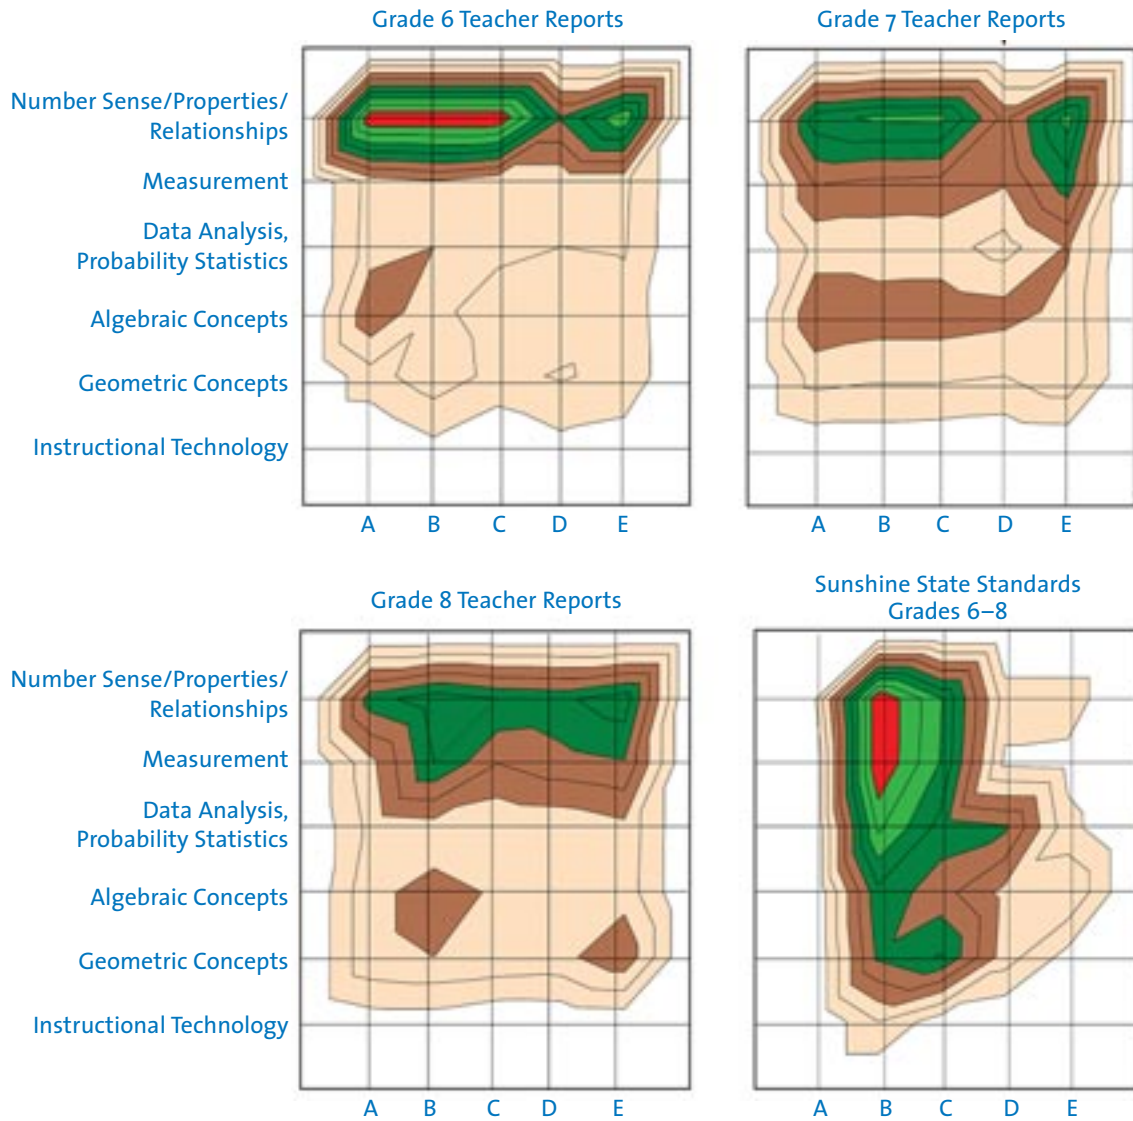 Grade 6 Teacher Reports
Grade 7 Teacher Reports
Number Sense/Properties/
Relationships
Measurement
Data Analysis,
Probability Statistics
Algebraic Concepts
Geometric Concepts
Instructional Technology
A B C D E
A B C D E
Grade 8 Teacher Reports
Sunshine State Standards
Grades 6–8
Number Sense/Properties/
Relationships
Measurement
Data Analysis,
Probability Statistics
Algebraic Concepts
Geometric Concepts
Instructional Technology
A B C D E
A B C D E